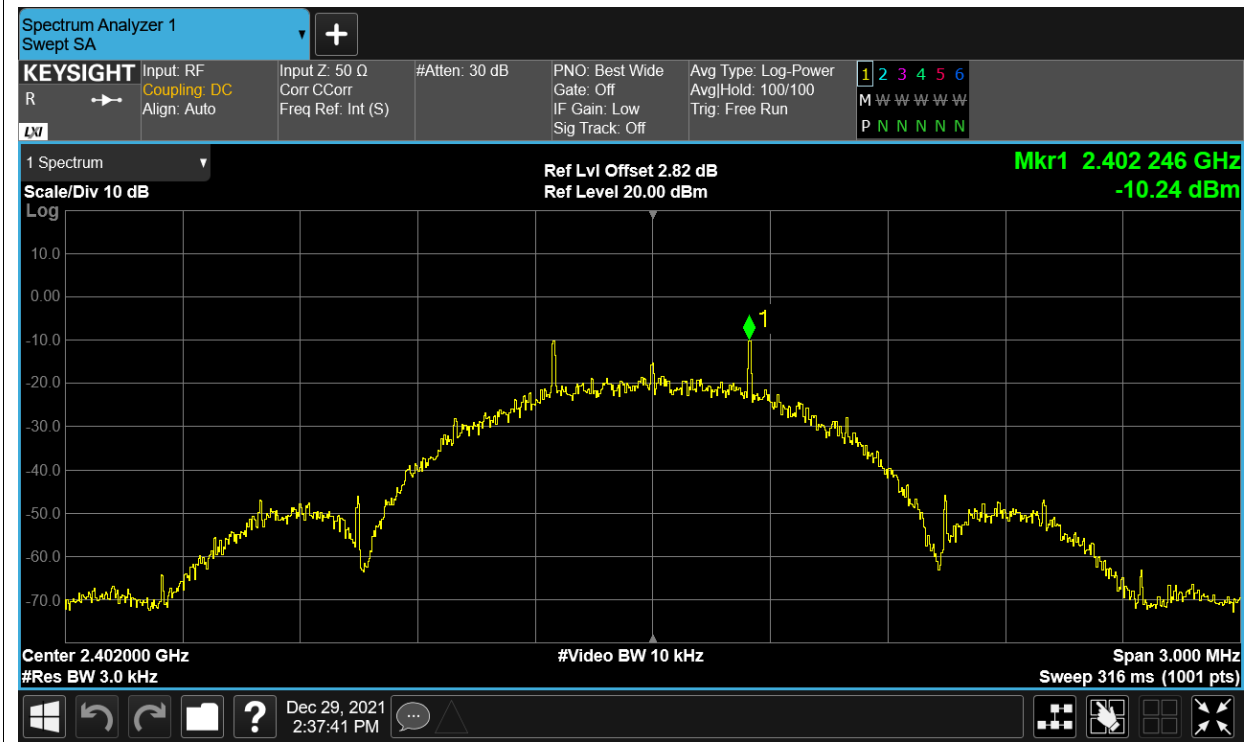 Spectrum Analyzer 1
Swept SA
+
KEYSIGHT
R
LXI
Input: RF
Coupling: DC
Align: Auto
Input Z: 50 Ω
Corr CCorr
Freq Ref: Int (S)
#Atten: 30 dB
PNO: Best Wide
Gate: Off
IF Gain: Low
Sig Track: Off
Avg Type: Log-Power
Avg|Hold: 100/100
Trig: Free Run
1 2 3 4 5 6
M W W W W W
P N N N N N
1 Spectrum
Scale/Div 10 dB
Log
Ref Lvl Offset 2.82 dB
Ref Level 20.00 dBm
Mkr1 2.402 246 GHz
-10.24 dBm
10.0
0.00
-10.0
-20.0
-30.0
-40.0
-50.0
-60.0
-70.0
1
Center 2.402000 GHz
#Res BW 3.0 kHz
#Video BW 10 kHz
Span 3.000 MHz
Sweep 316 ms (1001 pts)
?
Dec 29, 2021
2:37:41 PM